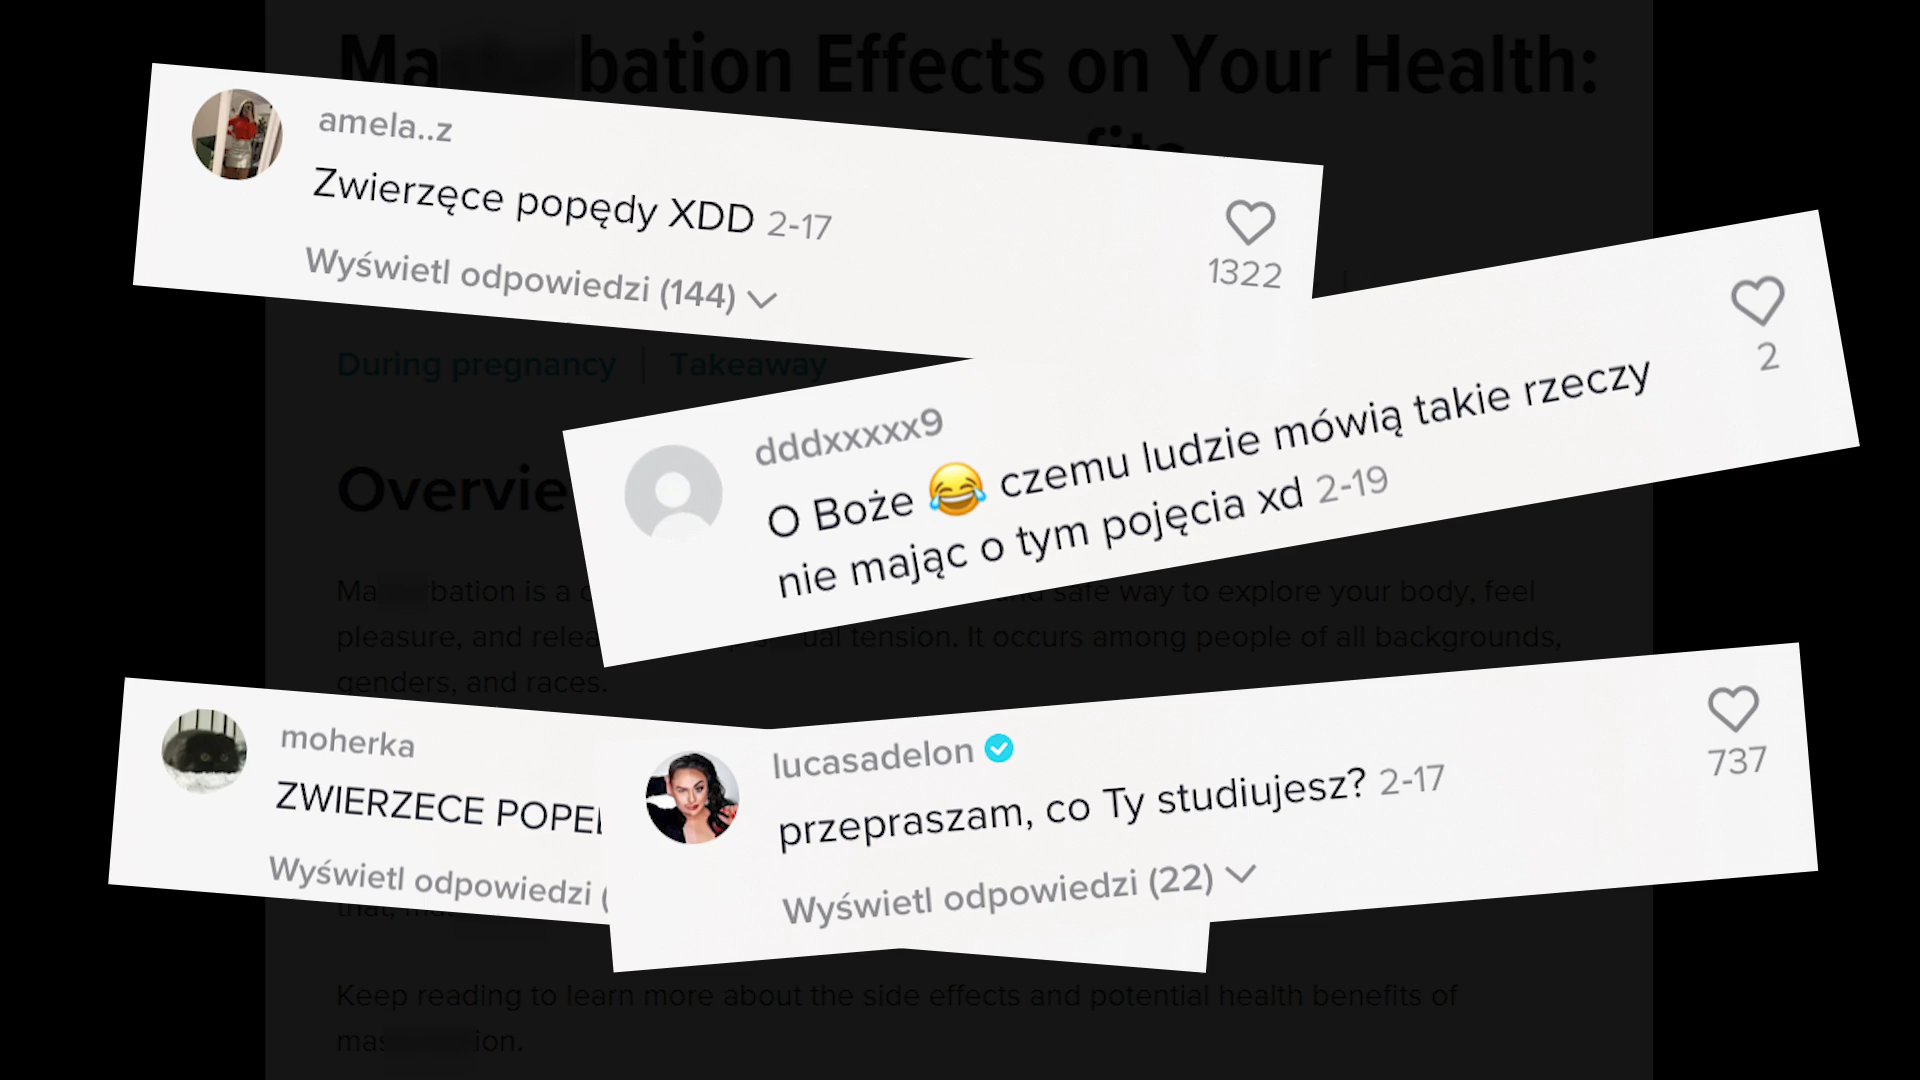 Ma bation Effects on Your Health:
amela..z
Zwierzęce popędy XDD 2-17
Wyświetl odpowiedzi (144)
1322
During pregnancy | Takeaway
dddxxxxx9
O Boże 😂 czemu ludzie mówią takie rzeczy
nie mając o tym pojęcia xd 2-19
2
Ma bation is a safe way to explore your body, feel
pleasure, and ual tension. It occurs among people of all backgrounds,
genders, and races.
moherka
ZWIERZECE
Wyświetl odpowiedzi (
lucasadelon
przepraszam, co Ty studiujesz? 2-17
Wyświetl odpowiedzi (22)
737
Keep reading to learn more about the side effects and potential health benefits of
mas ion.